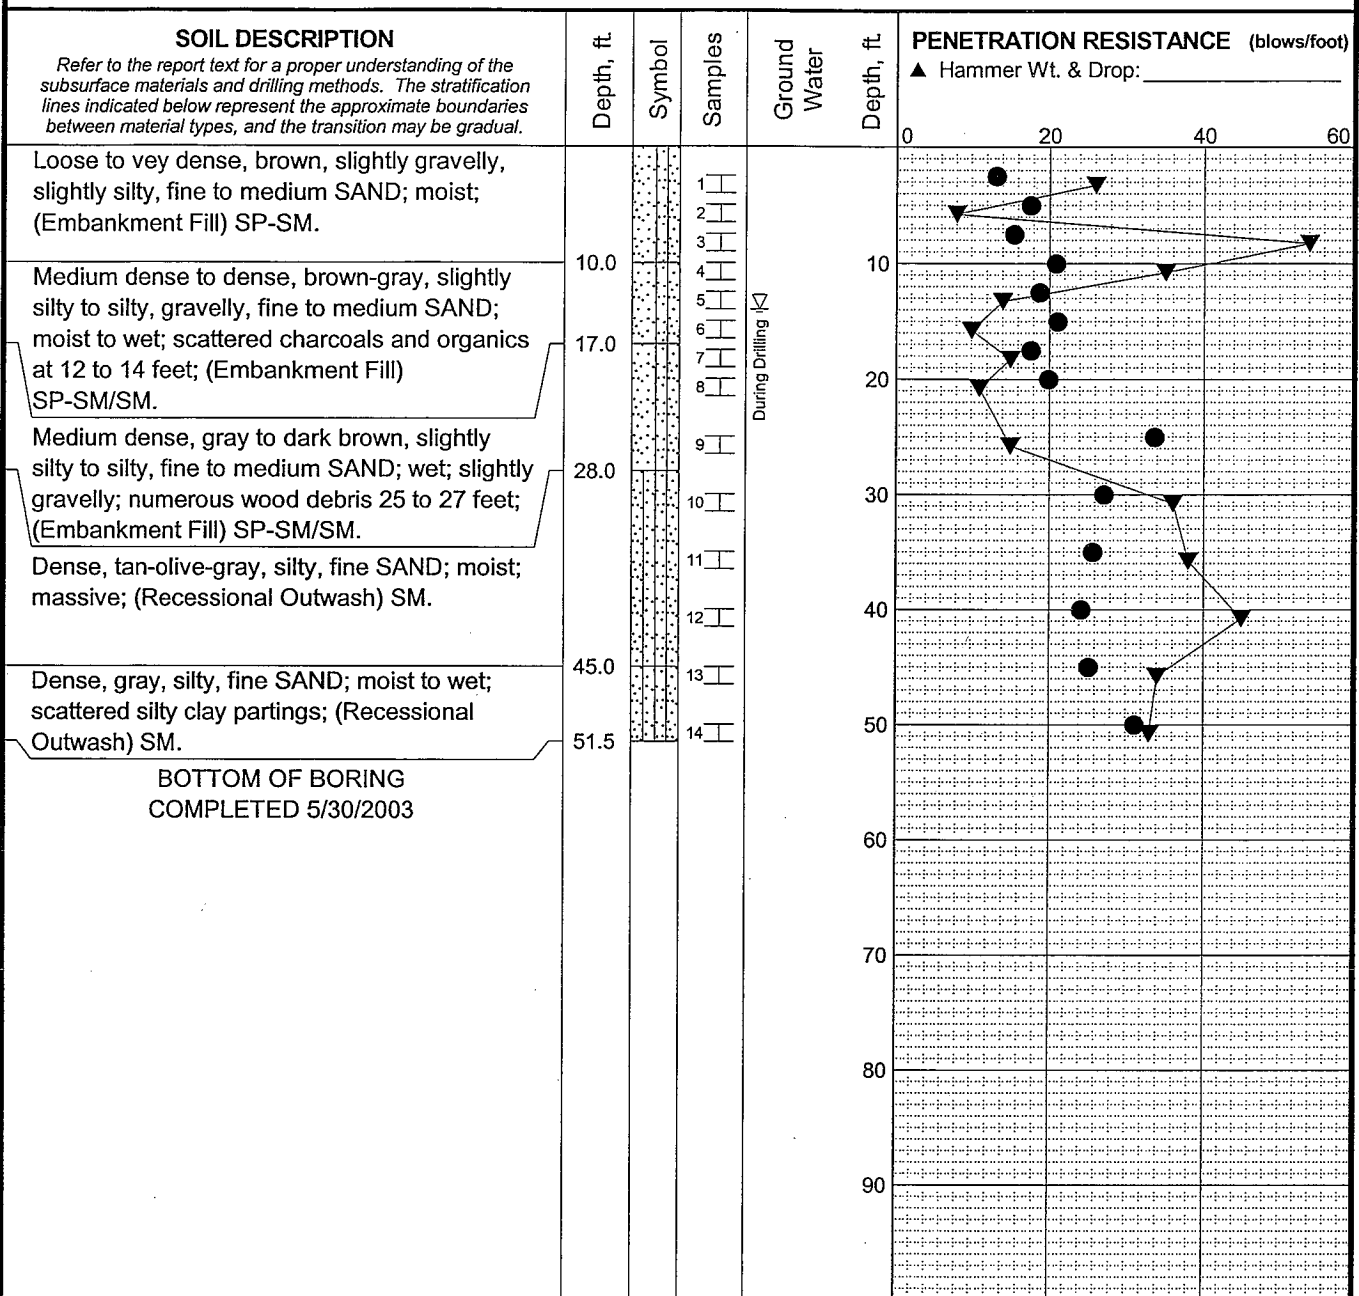 SOIL DESCRIPTION
Refer to the report text for a proper understanding of the
subsurface materials and drilling methods. The stratification
lines indicated below represent the approximate boundaries
between material types, and the transition may be gradual.
Depth, ft.
Symbol
Samples
Ground
Water
Depth, ft.
PENETRATION RESISTANCE (blows/foot)
▲ Hammer Wt. & Drop:
0 20 40 60
Loose to vey dense, brown, slightly gravelly,
slightly silty, fine to medium SAND; moist;
(Embankment Fill) SP-SM.
Medium dense to dense, brown-gray, slightly
silty to silty, gravelly, fine to medium SAND;
moist to wet; scattered charcoals and organics
at 12 to 14 feet; (Embankment Fill)
SP-SM/SM.
Medium dense, gray to dark brown, slightly
silty to silty, fine to medium SAND; wet; slightly
gravelly; numerous wood debris 25 to 27 feet;
(Embankment Fill) SP-SM/SM.
Dense, tan-olive-gray, silty, fine SAND; moist;
massive; (Recessional Outwash) SM.
Dense, gray, silty, fine SAND; moist to wet;
scattered silty clay partings; (Recessional
Outwash) SM.
BOTTOM OF BORING
COMPLETED 5/30/2003
10.0
17.0
28.0
45.0
51.5
1
2
3
4
5
6
7
8
9
10
11
12
13
14
During Drilling
10
20
30
40
50
60
70
80
90